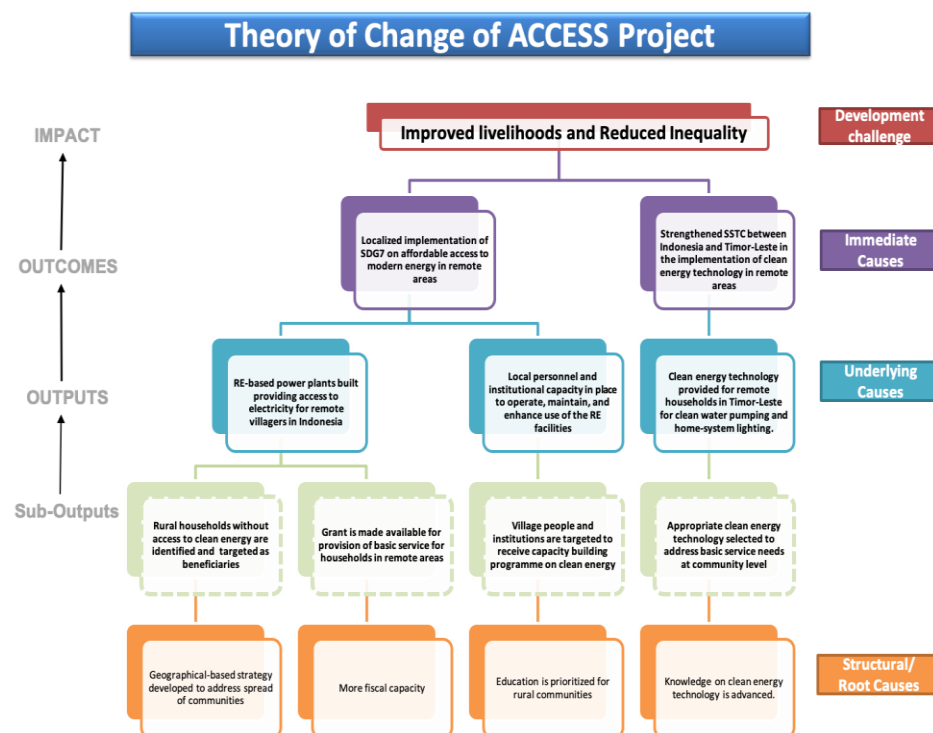 Theory of Change of ACCESS Project
IMPACT
Improved livelihoods and Reduced Inequality
Development
challenge
OUTCOMES
Localized implementation of
SDG7 on affordable access to
modern energy in remote
areas
Strengthened SSTC between
Indonesia and Timor-Leste in
the implementation of clean
energy technology in remote
areas
Immediate
Causes
OUTPUTS
RE-based power plants built
providing access to
electricity for remote
villagers in Indonesia
Local personnel and
institutional capacity in place
to operate, maintain, and
enhance use of the RE
facilities
Clean energy technology
provided for remote
households in Timor-Leste
for clean water pumping and
home-system lighting.
Underlying
Causes
Sub-Outputs
Rural households without
access to clean energy are
identified and targeted as
beneficiaries
Grant is made available for
provision of basic service for
households in remote areas
Village people and
institutions are targeted to
receive capacity building
programme on clean energy
Appropriate clean energy
technology selected to
address basic service needs
at community level
Geographical-based strategy
developed to address spread
of communities
More fiscal capacity
Education is prioritized for
rural communities
Knowledge on clean energy
technology is advanced.
Structural/
Root Causes